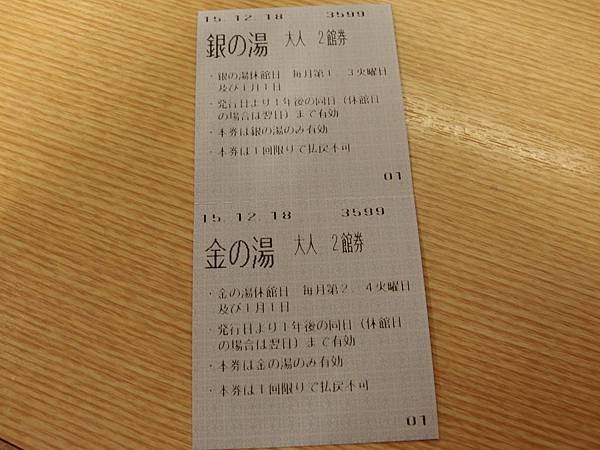 15.12.18 3599
銀の湯 大人 2館券
・銀の湯休館日 毎月第1、3火曜日
及び1月1日
・発行日より1年後の同日(休館日
の場合は翌日)まで有効
・本券は銀の湯のみ有効
・本券は1回限りで払戻不可
01
15.12.18 3599
金の湯 大人 2館券
・金の湯休館日 毎月第2、4火曜日
及び1月1日
・発行日より1年後の同日(休館日
の場合は翌日)まで有効
・本券は金の湯のみ有効
・本券は1回限りで払戻不可
01